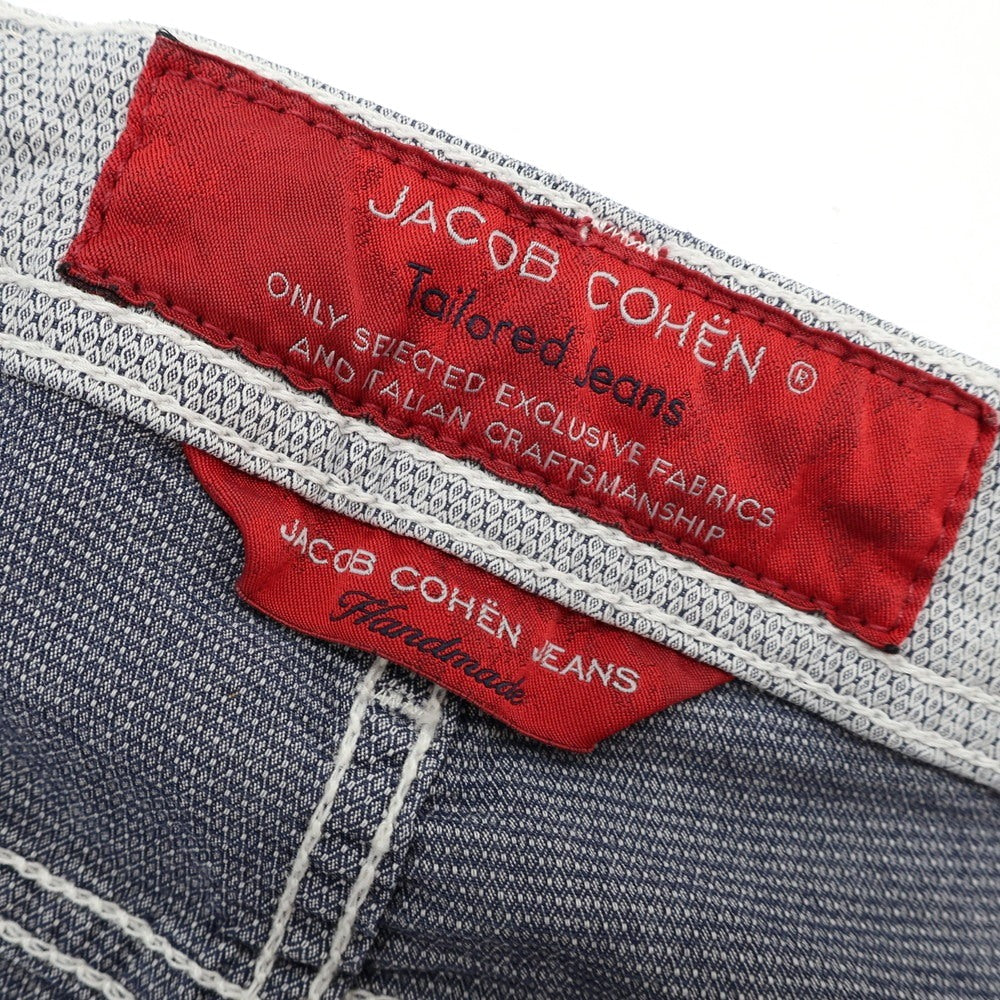 JACOB COHËN ®
Tailored Jeans
ONLY SELECTED EXCLUSIVE FABRICS
AND ITALIAN CRAFTSMANSHIP
JACOB COHËN JEANS
Handmade